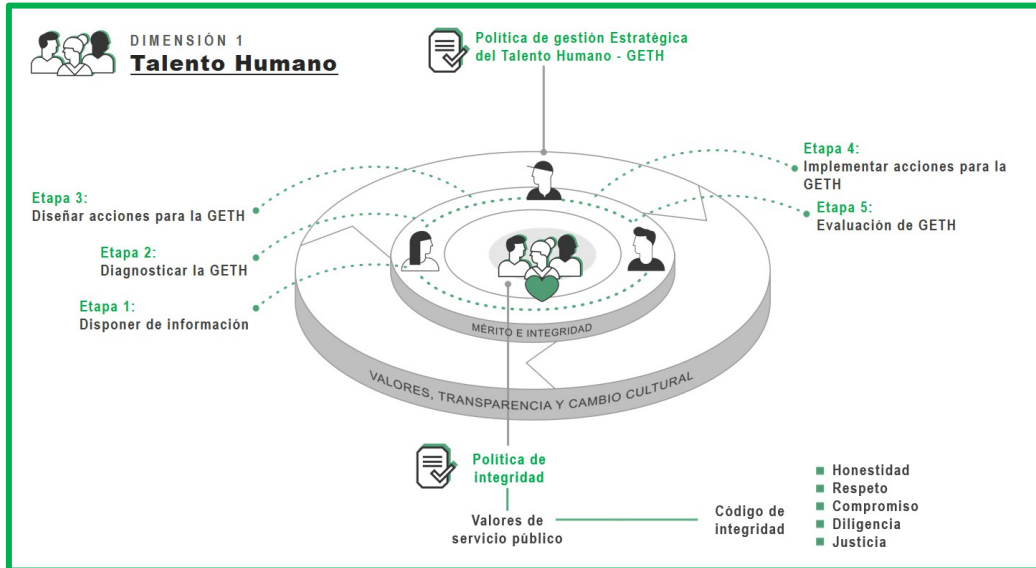 DIMENSIÓN 1
Talento Humano
Política de gestión Estratégica
del Talento Humano - GETH
Etapa 3:
Diseñar acciones para la GETH
Etapa 2:
Diagnosticar la GETH
Etapa 1:
Disponer de información
Etapa 4:
Implementar acciones para la
GETH
Etapa 5:
Evaluación de GETH
MÉRITO E INTEGRIDAD
VALORES, TRANSPARENCIA Y CAMBIO CULTURAL
Política de
integridad
Valores de
servicio público
Código de
integridad
Honestidad
Respeto
Compromiso
Diligencia
Justicia